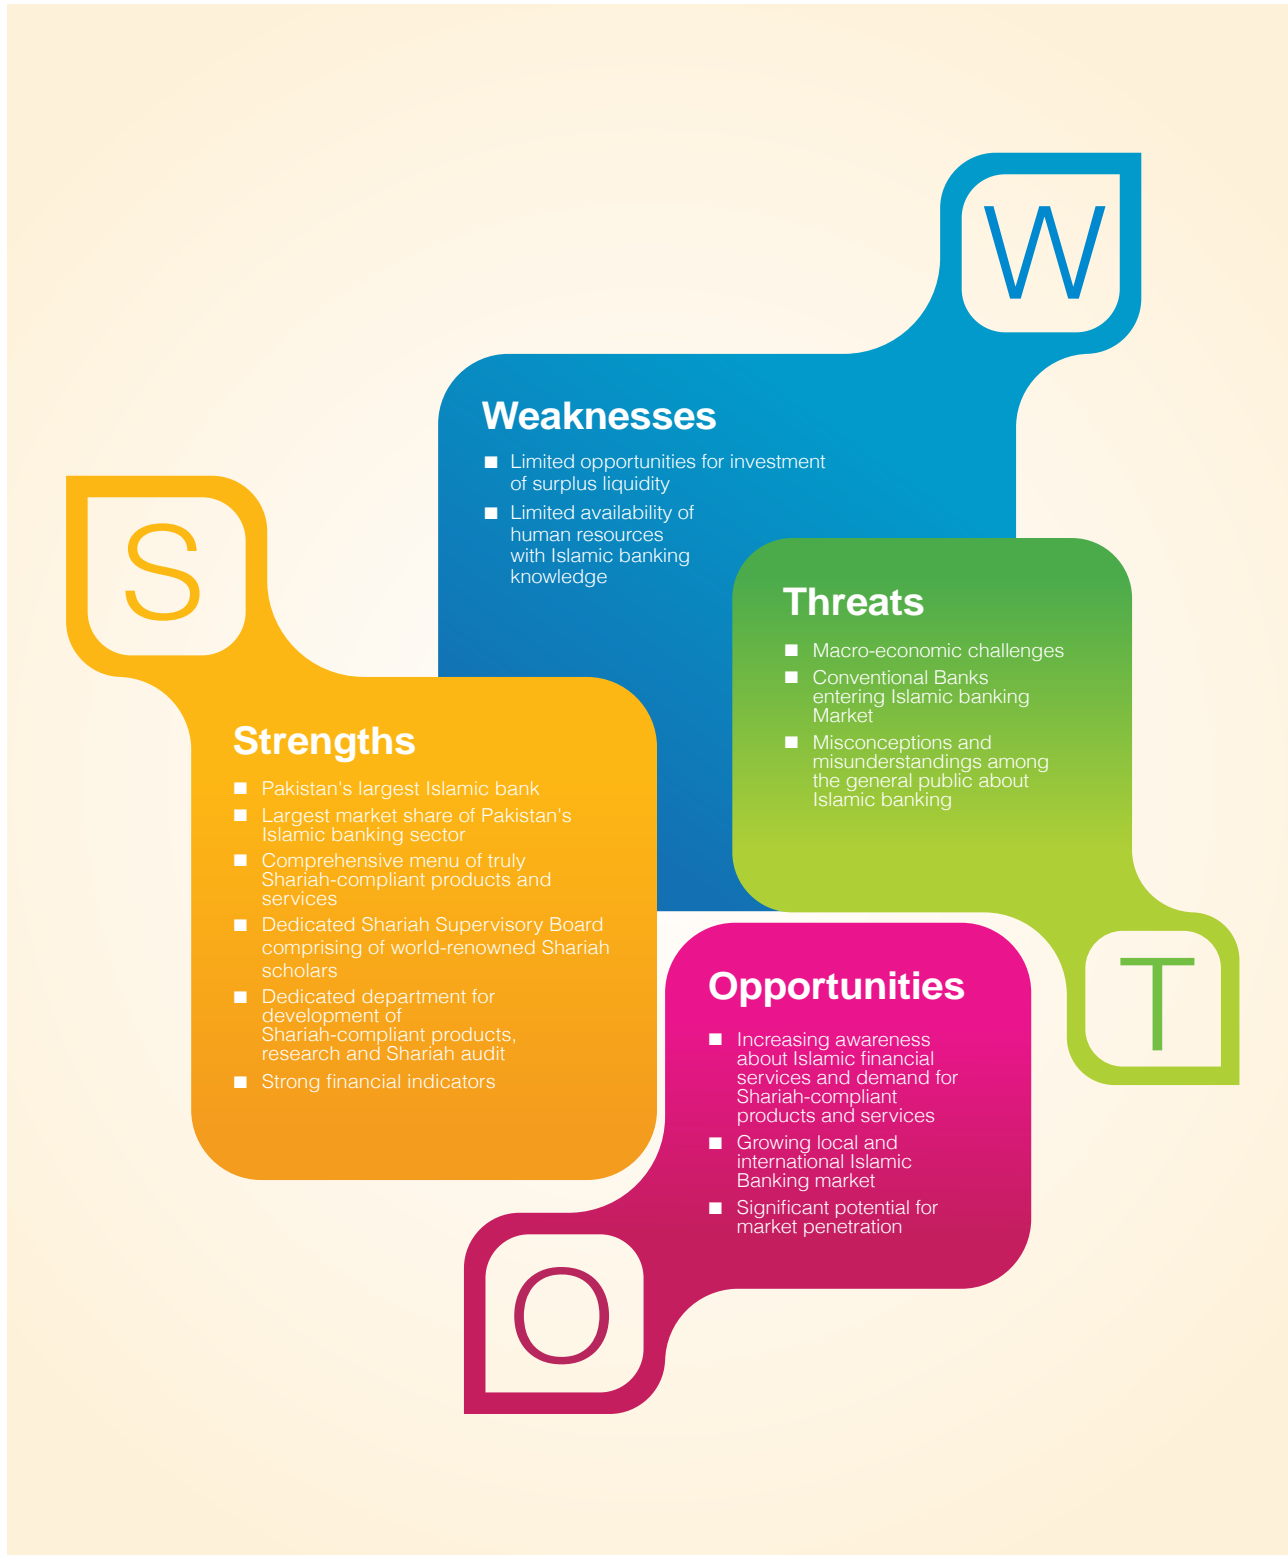 W
Weaknesses
■ Limited opportunities for investment
of surplus liquidity
■ Limited availability of
human resources
with Islamic banking
knowledge
S
Strengths
■ Pakistan's largest Islamic bank
■ Largest market share of Pakistan's
Islamic banking sector
■ Comprehensive menu of truly
Shariah-compliant products and
services
■ Dedicated Shariah Supervisory Board
comprising of world-renowned Shariah
scholars
■ Dedicated department for
development of
Shariah-compliant products,
research and Shariah audit
■ Strong financial indicators
Threats
■ Macro-economic challenges
■ Conventional Banks
entering Islamic banking
Market
■ Misconceptions and
misunderstandings among
the general public about
Islamic banking
T
Opportunities
■ Increasing awareness
about Islamic financial
services and demand for
Shariah-compliant
products and services
■ Growing local and
international Islamic
Banking market
■ Significant potential for
market penetration
O